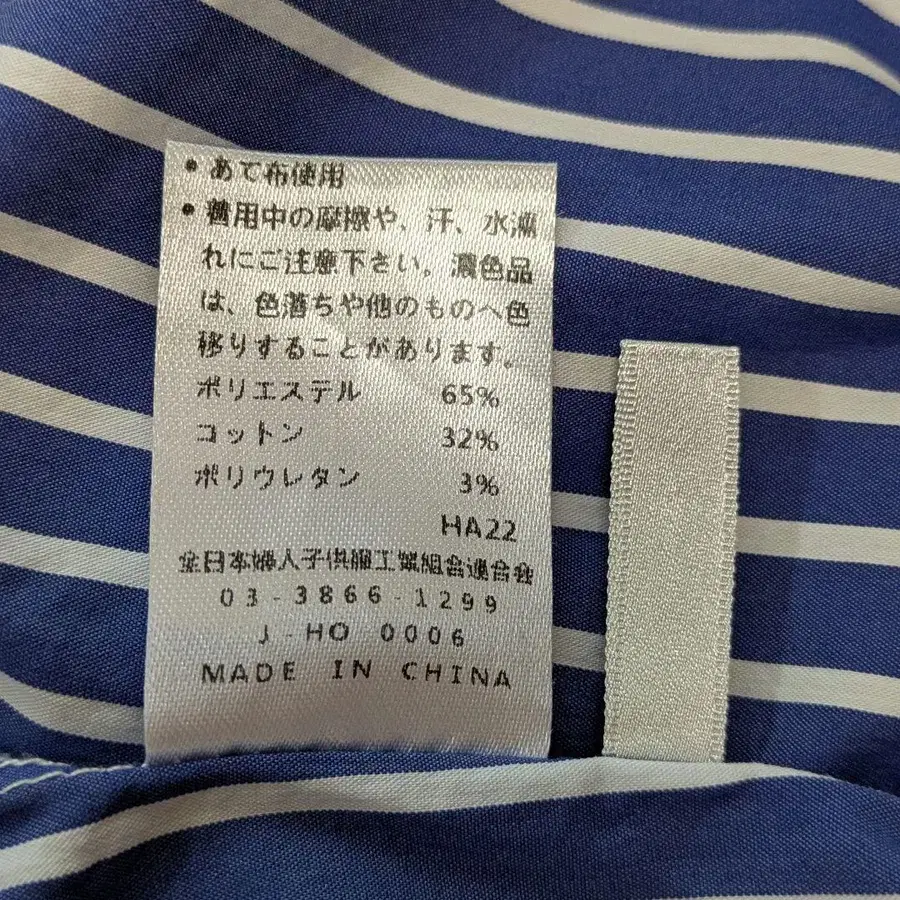 • あて布使用
• 着用中の摩擦や、汗、水濡
れにご注意下さい。濃色品
は、色落ちや他のものへ色
移りすることがあります。
ポリエステル 65%
コットン 32%
ポリウレタン 3%
HA22
全日本婦人子供服工業組合連合会
03-3866-1299
J-HO 0006
MADE IN CHINA